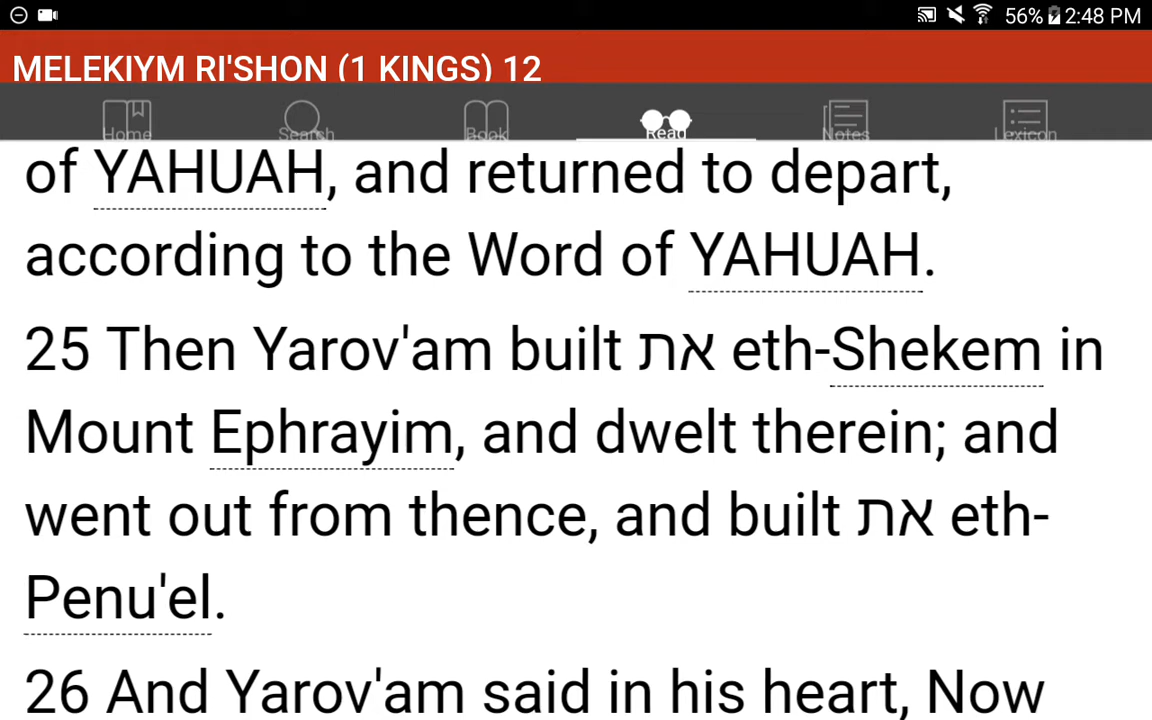 56% 2:48 PM
MELEKIYM RI'SHON (1 KINGS) 12
Home Search Book Read Notes Lexicon
of YAHUAH, and returned to depart,
according to the Word of YAHUAH.
25 Then Yarov'am built את eth-Shekem in
Mount Ephrayim, and dwelt therein; and
went out from thence, and built את eth-
Penu'el.
26 And Yarov'am said in his heart, Now